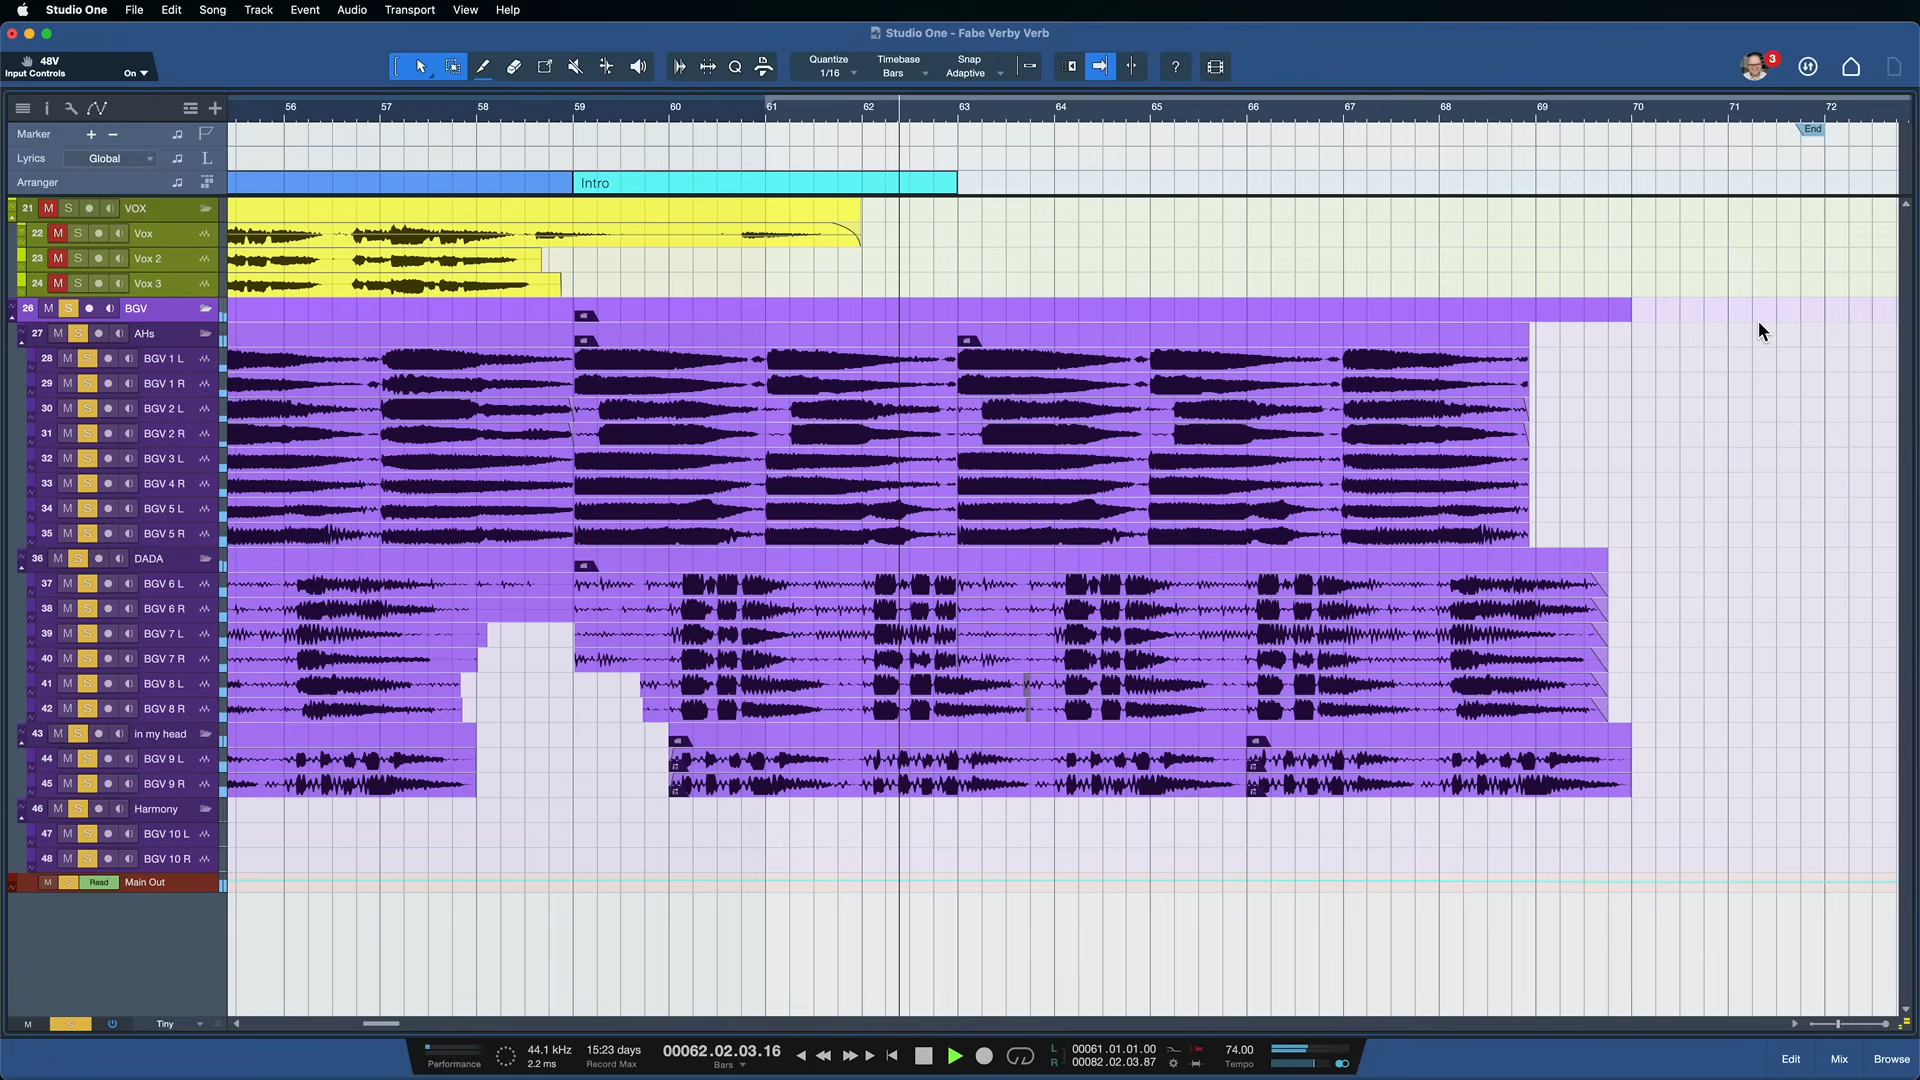 Studio One File Edit Song Track Event Audio Transport View Help
Studio One - Fabe Verby Verb
48V
Input Controls On
Quantize
1/16
Timebase
Bars
Snap
Adaptive
?
3
56 57 58 59 60 61 62 63 64 65 66 67 68 69 70 71 72
Marker
End
Lyrics Global L
Arranger
Intro
21 M S VOX
22 M S Vox
23 M S Vox 2
24 M S Vox 3
26 M S BGV
27 M S AHs
28 M S BGV 1 L
29 M S BGV 1 R
30 M S BGV 2 L
31 M S BGV 2 R
32 M S BGV 3 L
33 M S BGV 4 R
34 M S BGV 5 L
35 M S BGV 5 R
36 M S DADA
37 M S BGV 6 L
38 M S BGV 6 R
39 M S BGV 7 L
40 M S BGV 7 R
41 M S BGV 8 L
42 M S BGV 8 R
43 M S in my head
44 M S BGV 9 L
45 M S BGV 9 R
46 M S Harmony
47 M S BGV 10 L
48 M S BGV 10 R
M S Read Main Out
M S Tiny
Performance
44.1 kHz
2.2 ms
15:23 days
Record Max
00062.02.03.16
Bars
L 00061.01.01.00
R 00082.02.03.87
74.00
Tempo
Edit Mix Browse